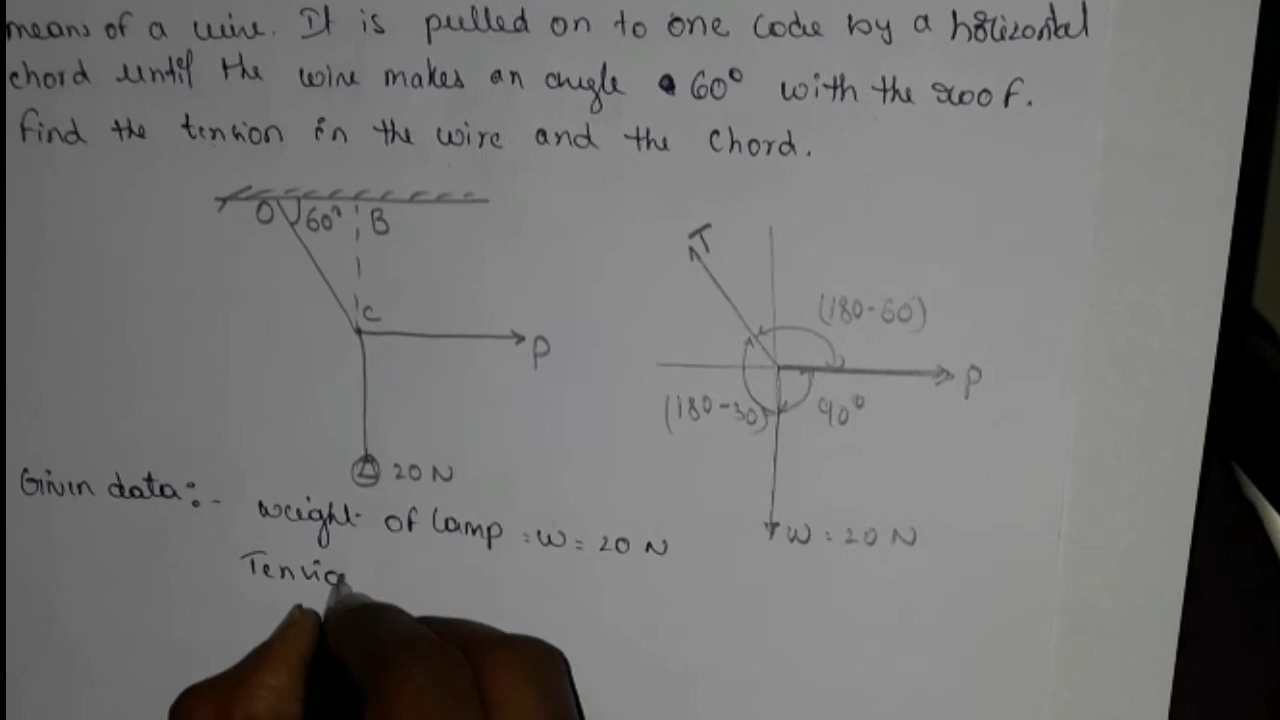 means of a wire. It is pulled on to one code by a horizontal
chord until the wire makes an angle 60° with the roof.
Find the tension in the wire and the chord.
O 60° B
C
P
20 N
T
(180-60)
P
(180-30)
90°
W = 20 N
Given data:-
weight of lamp = W = 20 N
Tensio